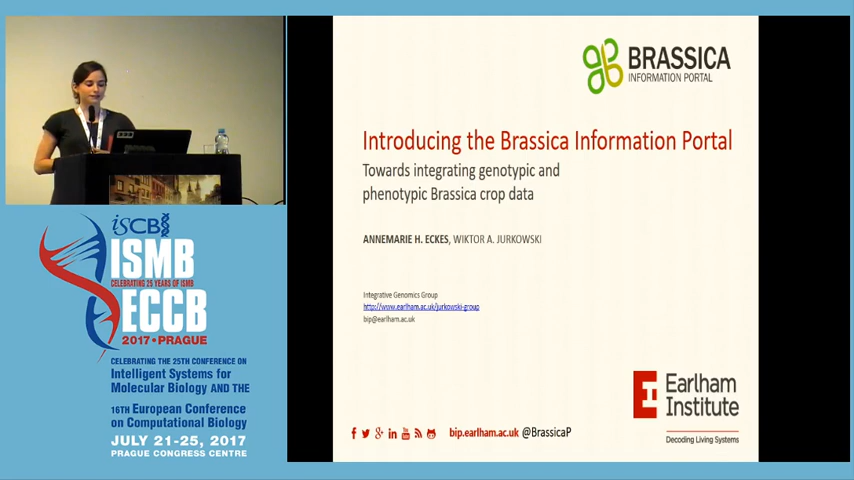 iSCB
ISMB
CELEBRATING 25 YEARS OF ISMB
ECCB
2017•PRAGUE
CELEBRATING THE 25TH CONFERENCE ON
Intelligent Systems for
Molecular Biology AND THE
16TH European Conference
on Computational Biology
JULY 21-25, 2017
PRAGUE CONGRESS CENTRE
BRASSICA
INFORMATION PORTAL
Introducing the Brassica Information Portal
Towards integrating genotypic and
phenotypic Brassica crop data
ANNEMARIE H. ECKES, WIKTOR A. JURKOWSKI
Integrative Genomics Group
http://www.earlham.ac.uk/jurkowski-group
bip@earlham.ac.uk
Earlham
Institute
Decoding Living Systems
bip.earlham.ac.uk @BrassicaP